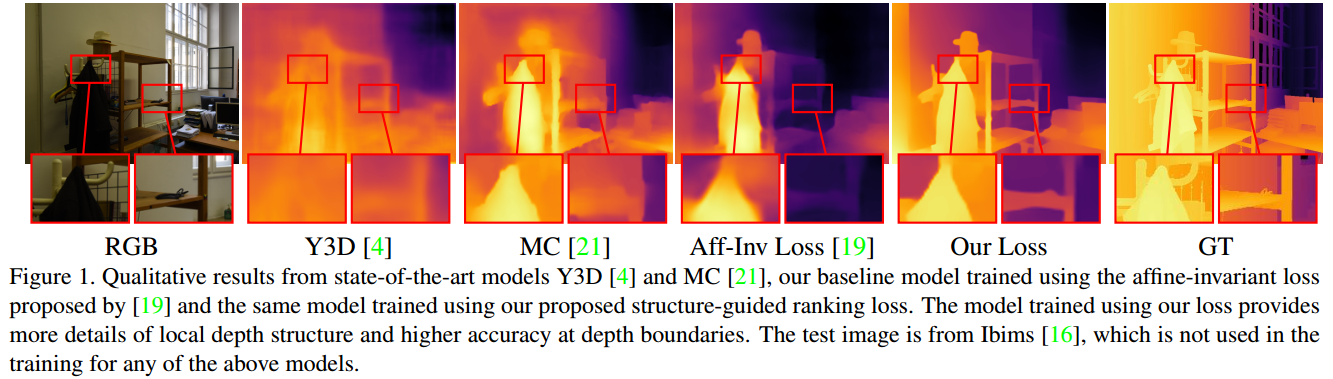 RGB
Y3D [4]
MC [21]
Aff-Inv Loss [19]
Our Loss
GT
Figure 1. Qualitative results from state-of-the-art models Y3D [4] and MC [21], our baseline model trained using the affine-invariant loss
proposed by [19] and the same model trained using our proposed structure-guided ranking loss. The model trained using our loss provides
more details of local depth structure and higher accuracy at depth boundaries. The test image is from Ibims [16], which is not used in the
training for any of the above models.